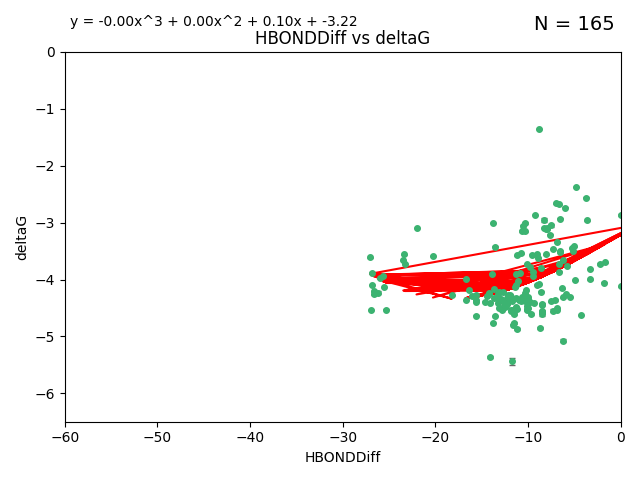 y = -0.00x^3 + 0.00x^2 + 0.10x + -3.22
N = 165
HBONDDiff vs deltaG
0
−1
−2
−3
−4
−5
−6
deltaG
−60 −50 −40 −30 −20 −10 0
HBONDDiff